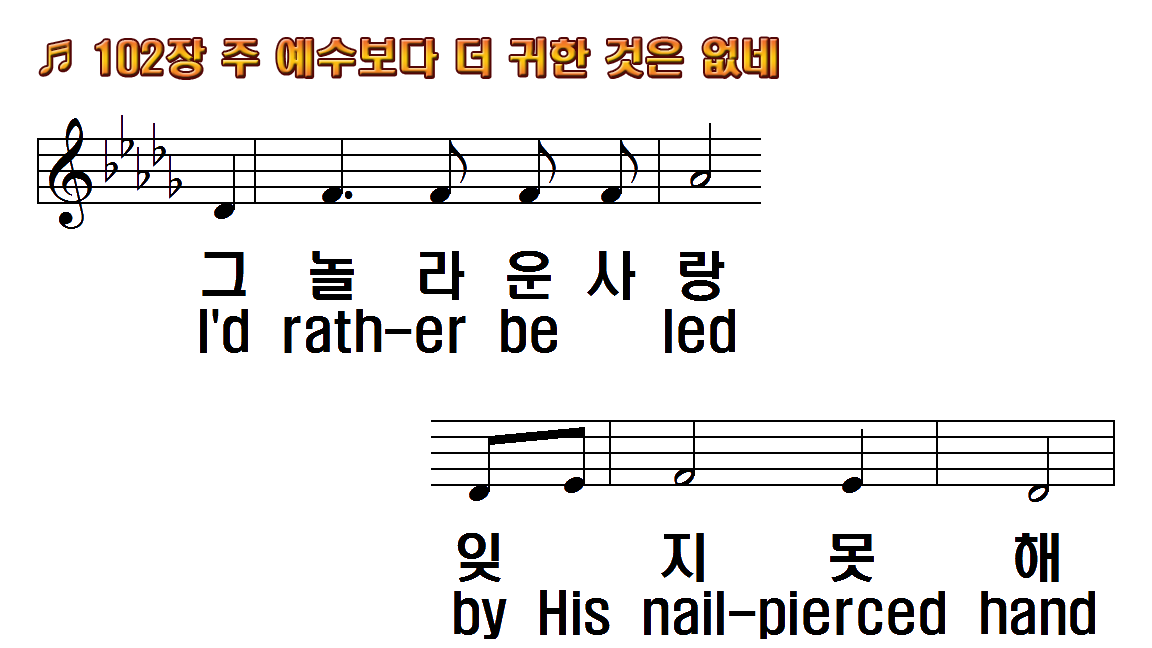 ♬ 102장 주 예수보다 더 귀한 것은 없네
그 놀 라 운 사 랑
I'd rath-er be led
잊 지 못 해
by His nail-pierced hand